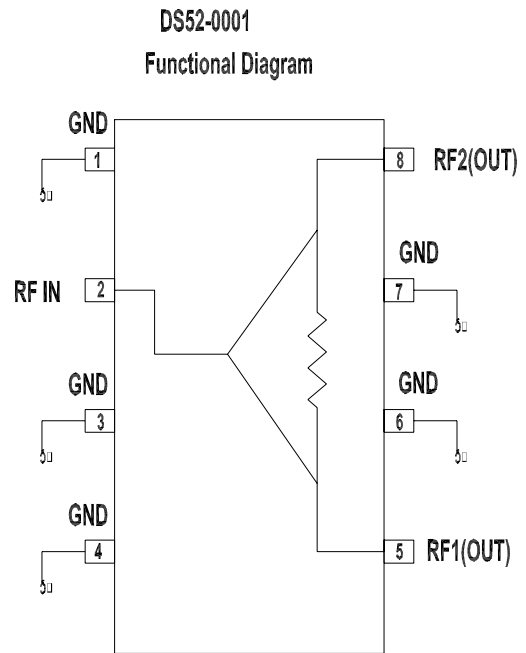 DS52-0001
Functional Diagram
GND
1
8
RF2(OUT)
RF IN
2
GND
7
GND
3
GND
6
GND
4
5
RF1(OUT)